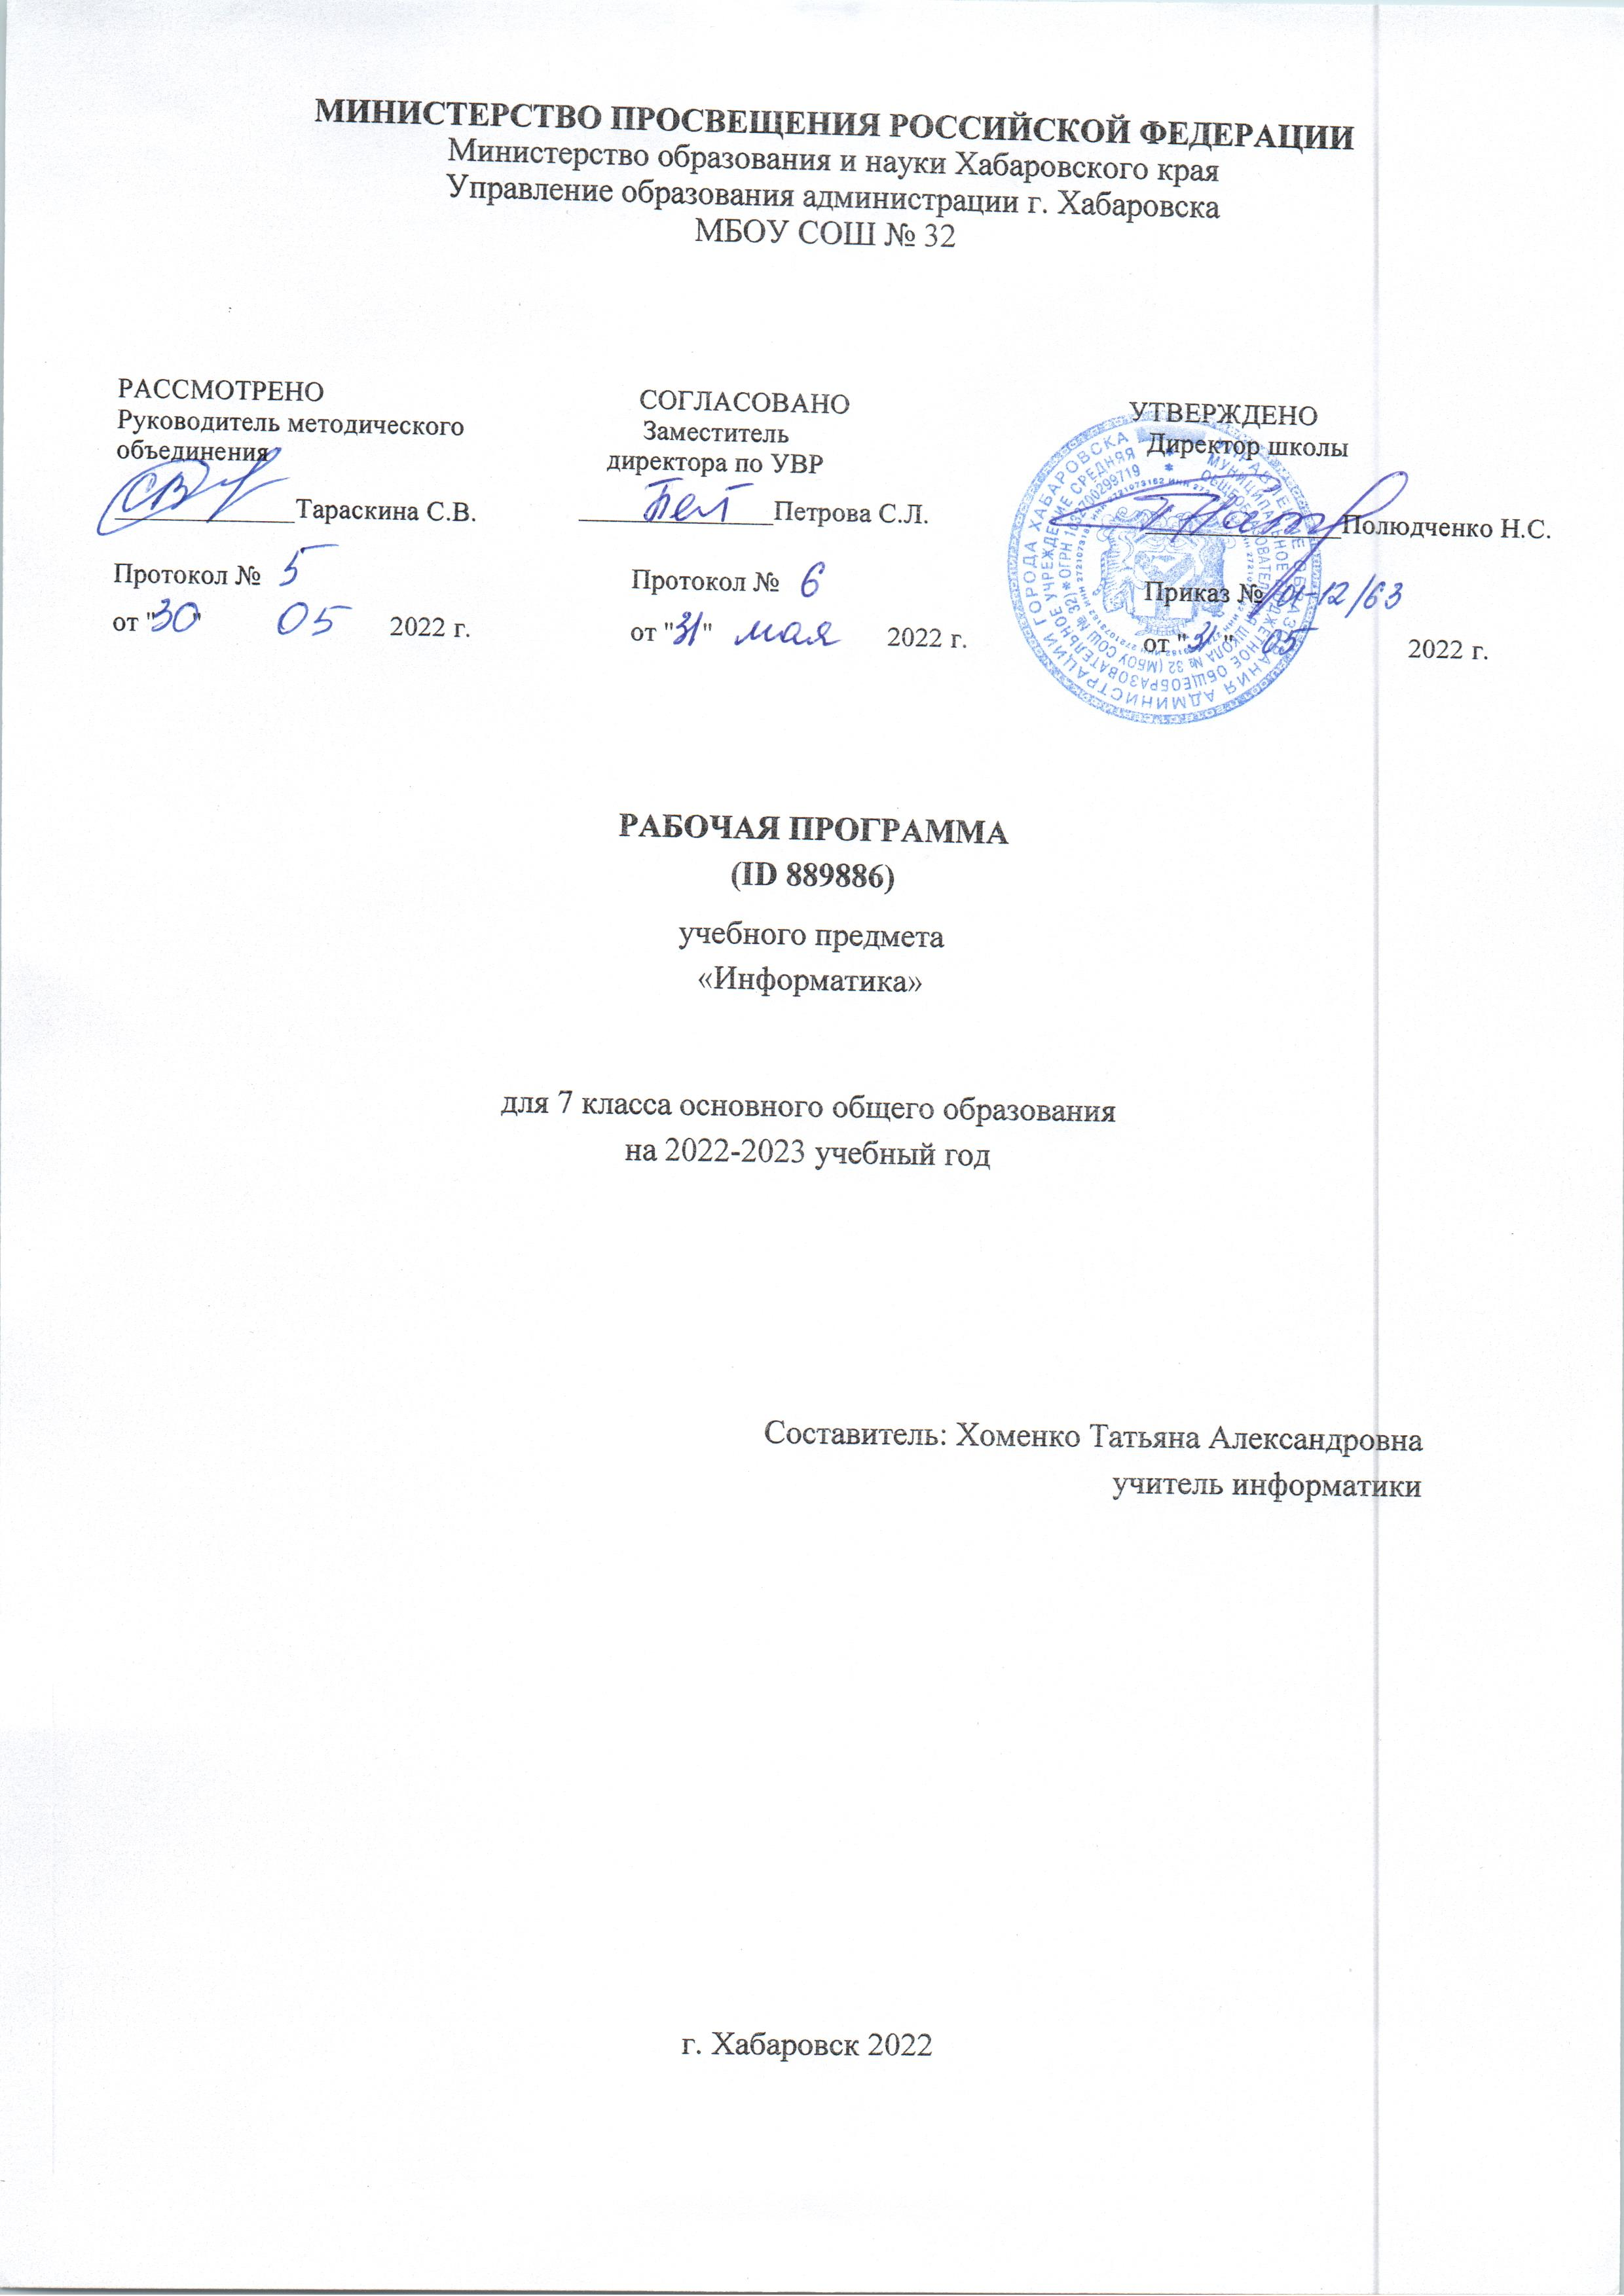 МИНИСТЕРСТВО ПРОСВЕЩЕНИЯ РОССИЙСКОЙ ФЕДЕРАЦИИ
Министерство образования и науки Хабаровского края
Управление образования администрации г. Хабаровска
МБОУ СОШ № 32
РАССМОТРЕНО
Руководитель методического
объединения
Тараскина С.В.
Протокол № 5
от "30" 05 2022 г.
СОГЛАСОВАНО
Заместитель
директора по УВР
Петрова С.Л.
Протокол № 6
от "31" мая 2022 г.
УТВЕРЖДЕНО
Директор школы
Полюдченко Н.С.
Приказ № 01-12/63
от "31" 05 2022 г.
РАБОЧАЯ ПРОГРАММА
(ID 889886)
учебного предмета
«Информатика»
для 7 класса основного общего образования
на 2022-2023 учебный год
Составитель: Хоменко Татьяна Александровна
учитель информатики
г. Хабаровск 2022